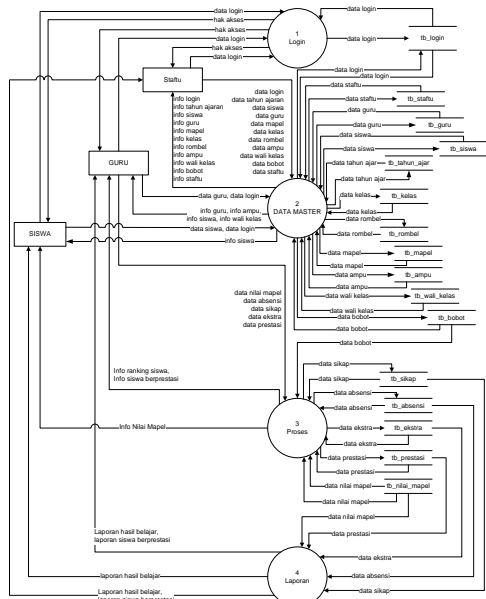 data login
hak akses
hak akses
data login
hak akses
data login
1
Login
data login
data login
tb_login
Staftu
data login
data login
data staftu
data staftu
tb_staftu
data guru
data guru
tb_guru
data siswa
data siswa
tb_siswa
data tahun ajar
tb_tahun_ajar
data tahun ajar
info login
info tahun ajaran
info siswa
info guru
info mapel
info kelas
info rombel
info ampu
info wali kelas
info bobot
info staftu
data login
data tahun ajaran
data siswa
data guru
data mapel
data kelas
data rombel
data ampu
data wali kelas
data bobot
data staftu
GURU
2
DATA MASTER
data kelas
tb_kelas
data kelas
data rombel
data rombel
tb_rombel
data mapel
tb_mapel
data mapel
data ampu
tb_ampu
data ampu
data wali kelas
tb_wali_kelas
data wali kelas
data bobot
tb_bobot
data bobot
data bobot
data guru, data login
info guru, info ampu,
info siswa, info wali kelas
SISWA
data siswa, data login
info siswa
data nilai mapel
data absensi
data sikap
data ekstra
data prestasi
Info ranking siswa,
Info siswa berprestasi
data sikap
data sikap
tb_sikap
data absensi
data absensi
tb_absensi
3
Proses
data ekstra
tb_ekstra
data ekstra
data prestasi
tb_prestasi
data prestasi
data nilai mapel
tb_nilai_mapel
data nilai mapel
Info Nilai Mapel
data nilai mapel
data prestasi
Laporan hasil belajar,
laporan siswa berprestasi
data ekstra
4
Laporan
laporan hasil belajar
data absensi
data sikap
Laporan hasil belajar,